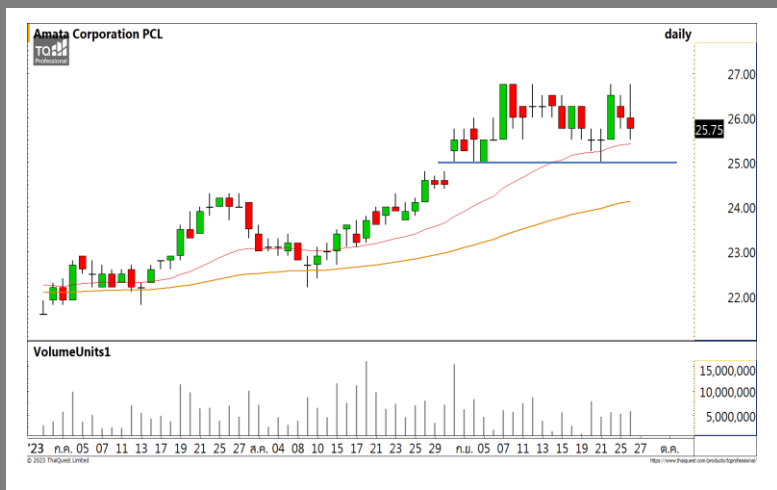 Amata Corporation PCL daily
TQ
Professional
27.00
26.00
25.75
25.00
24.00
23.00
22.00
VolumeUnits1
15,000,000
10,000,000
5,000,000
'23 ก.ค. 05 07 11 13 17 19 21 25 27 ส.ค. 04 08 10 15 17 21 23 25 29 ก.ย. 05 07 11 13 15 19 21 25 27 ต.ค.
© 2023 ThaiQuest Limited https://www.thaiquest.com/products/tqprofessional/